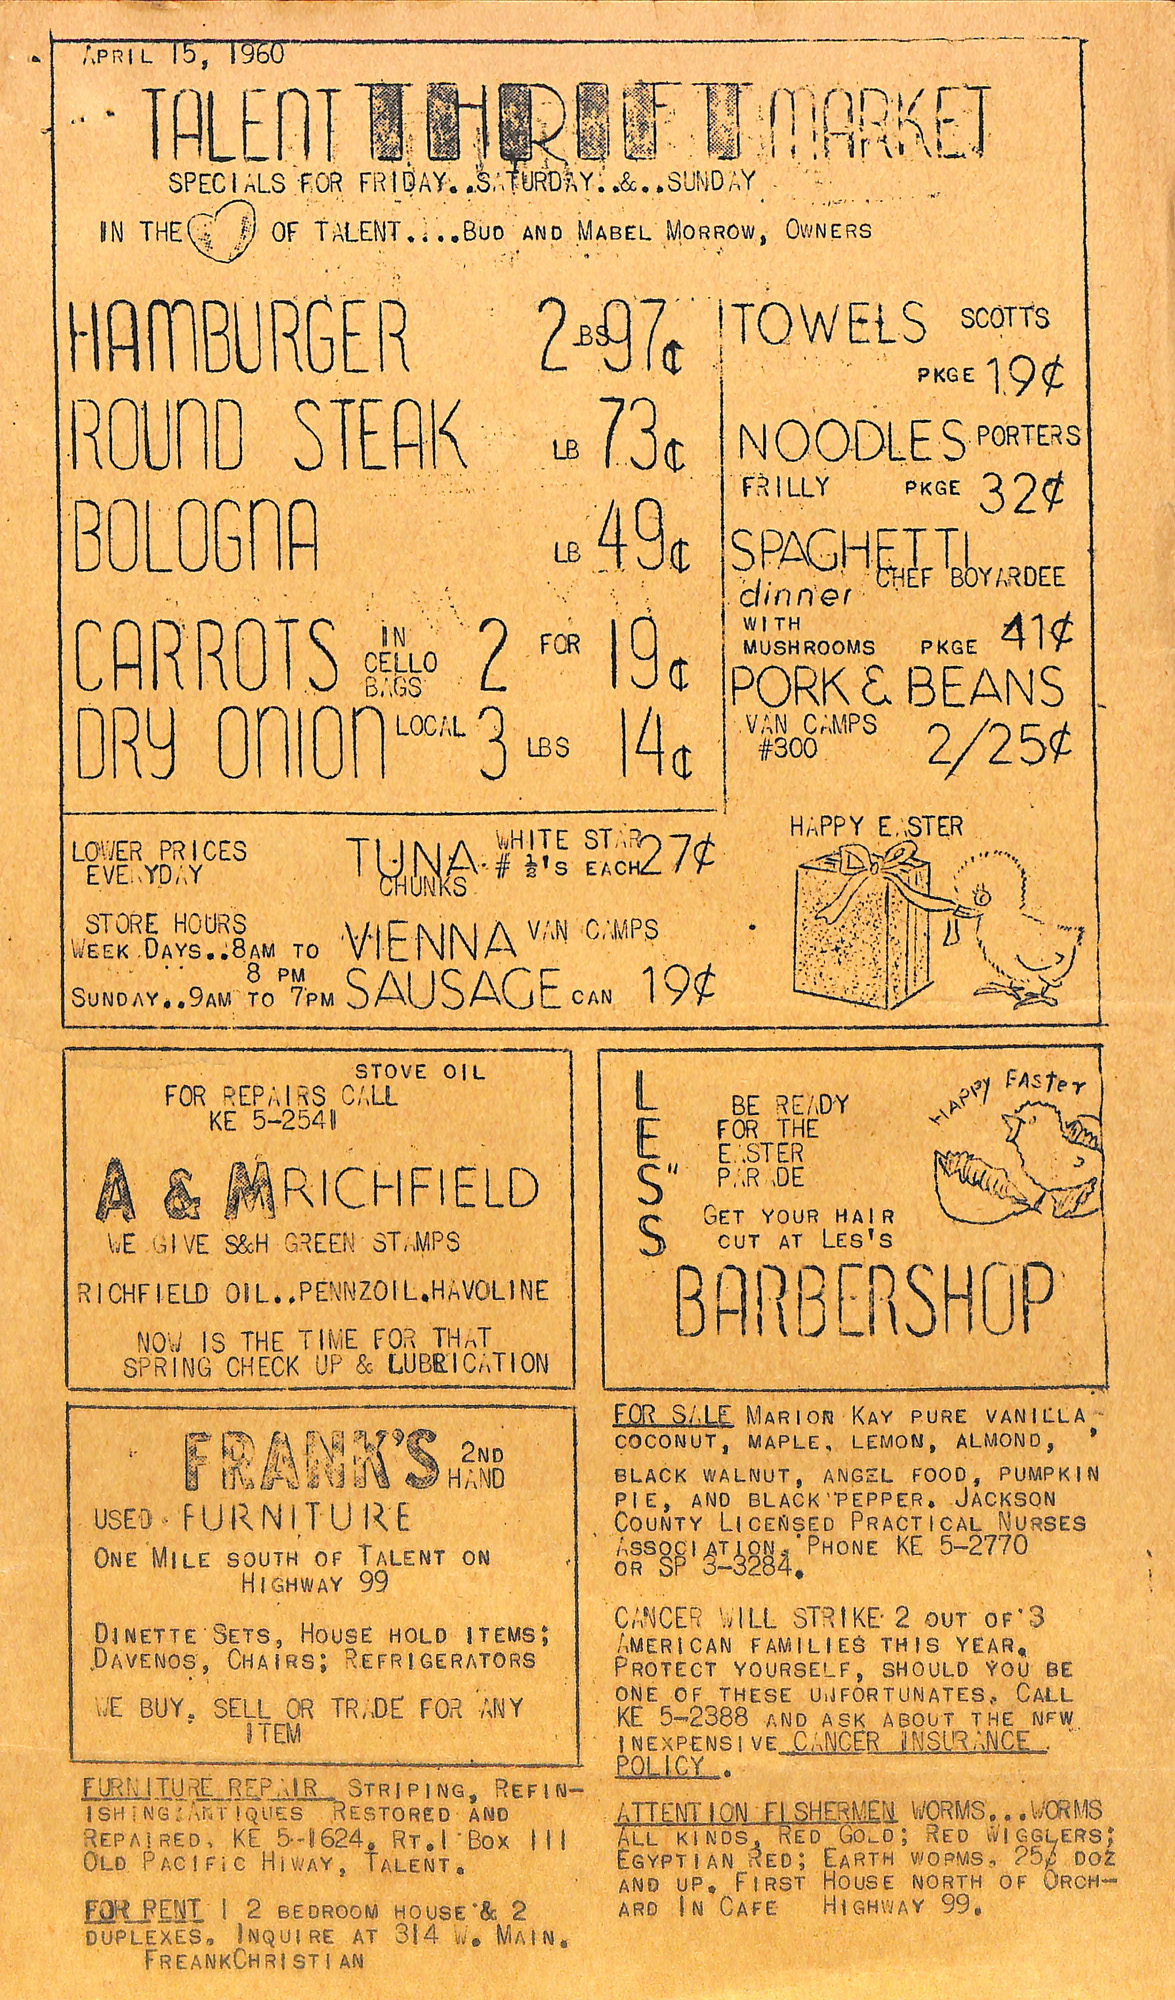 APRIL 15, 1960
TALENT THRIFT MARKET
SPECIALS FOR FRIDAY..SATURDAY..&..SUNDAY
IN THE OF TALENT....BUD AND MABEL MORROW, OWNERS
HAMBURGER 2 LBS 97¢
ROUND STEAK LB 73¢
BOLOGNA LB 49¢
CARROTS IN CELLO BAGS 2 FOR 19¢
DRY ONION LOCAL 3 LBS 14¢
TOWELS SCOTTS
PKGE 19¢
NOODLES PORTERS
FRILLY PKGE 32¢
SPAGHETTI
CHEF BOYARDEE
dinner
WITH
MUSHROOMS PKGE 41¢
PORK & BEANS
VAN CAMPS
#300 2/25¢
LOWER PRICES
EVERYDAY
STORE HOURS
WEEK DAYS..8AM TO
8 PM
SUNDAY..9AM TO 7PM
TUNA WHITE STAR
CHUNKS # ½'S EACH 27¢
VIENNA VAN CAMPS
SAUSAGE CAN 19¢
HAPPY EASTER
STOVE OIL
FOR REPAIRS CALL
KE 5-2541
A & M RICHFIELD
WE GIVE S&H GREEN STAMPS
RICHFIELD OIL..PENNZOIL.HAVOLINE
NOW IS THE TIME FOR THAT
SPRING CHECK UP & LUBRICATION
LES"S
BE READY
FOR THE
EASTER
PARADE
GET YOUR HAIR
CUT AT LES'S
BARBERSHOP
HAPPY EASTER
FRANK'S 2ND HAND
USED FURNITURE
ONE MILE SOUTH OF TALENT ON
HIGHWAY 99
DINETTE SETS, HOUSE HOLD ITEMS;
DAVENOS, CHAIRS; REFRIGERATORS
WE BUY, SELL OR TRADE FOR ANY
ITEM
FURNITURE REPAIR STRIPING, REFIN-
ISHING:ANTIQUES RESTORED AND
REPAIRED, KE 5-1624, RT.1 BOX 111
OLD PACIFIC HIWAY, TALENT.
FOR RENT 1 2 BEDROOM HOUSE & 2
DUPLEXES. INQUIRE AT 314 W. MAIN.
FREANKCHRISTIAN
FOR SALE MARION KAY PURE VANILLA
COCONUT, MAPLE, LEMON, ALMOND,
BLACK WALNUT, ANGEL FOOD, PUMPKIN
PIE, AND BLACK PEPPER. JACKSON
COUNTY LICENSED PRACTICAL NURSES
ASSOCIATION. PHONE KE 5-2770
OR SP 3-3284.
CANCER WILL STRIKE 2 OUT OF 3
AMERICAN FAMILIES THIS YEAR.
PROTECT YOURSELF, SHOULD YOU BE
ONE OF THESE UNFORTUNATES. CALL
KE 5-2388 AND ASK ABOUT THE NEW
INEXPENSIVE CANCER INSURANCE
POLICY.
ATTENTION FISHERMEN WORMS...WORMS
ALL KINDS, RED GOLD; RED WIGGLERS;
EGYPTIAN RED; EARTH WORMS. 25¢ DOZ
AND UP. FIRST HOUSE NORTH OF ORCH-
ARD IN CAFE HIGHWAY 99.